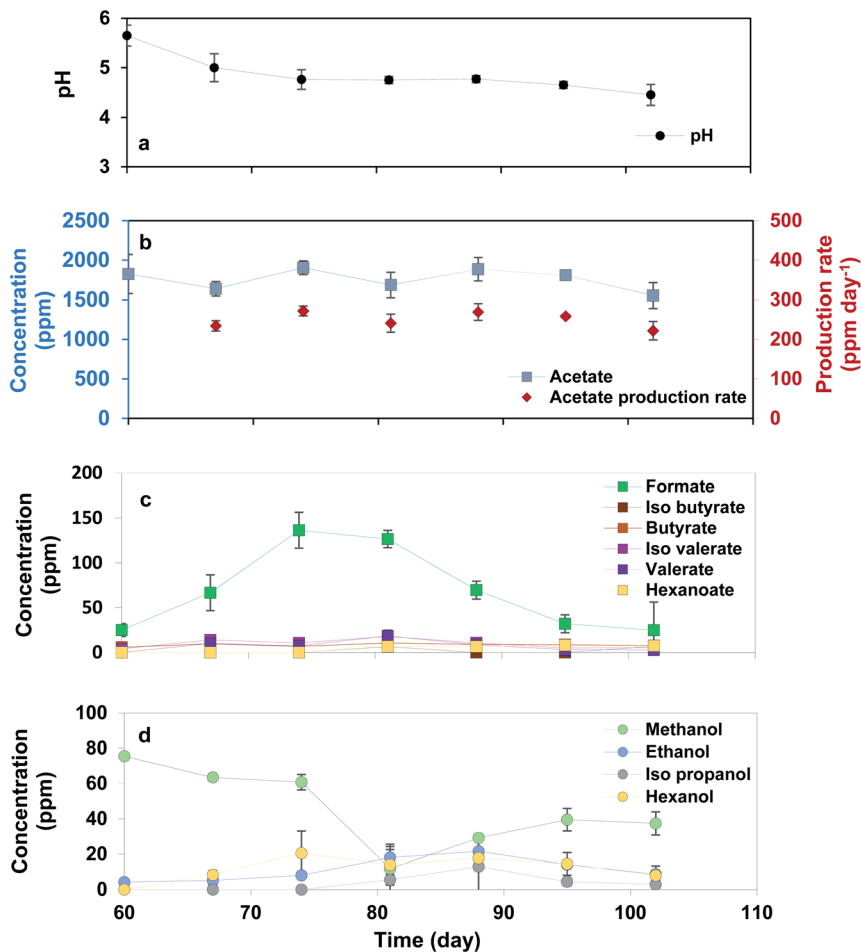 6
5
4
3
pH
a
pH
2500
2000
1500
1000
500
0
Concentration
(ppm)
b
Acetate
Acetate production rate
500
400
300
200
100
0
Production rate
(ppm day⁻¹)
200
150
100
50
0
Concentration
(ppm)
c
Formate
Iso butyrate
Butyrate
Iso valerate
Valerate
Hexanoate
100
80
60
40
20
0
Concentration
(ppm)
d
Methanol
Ethanol
Iso propanol
Hexanol
60 70 80 90 100 110
Time (day)